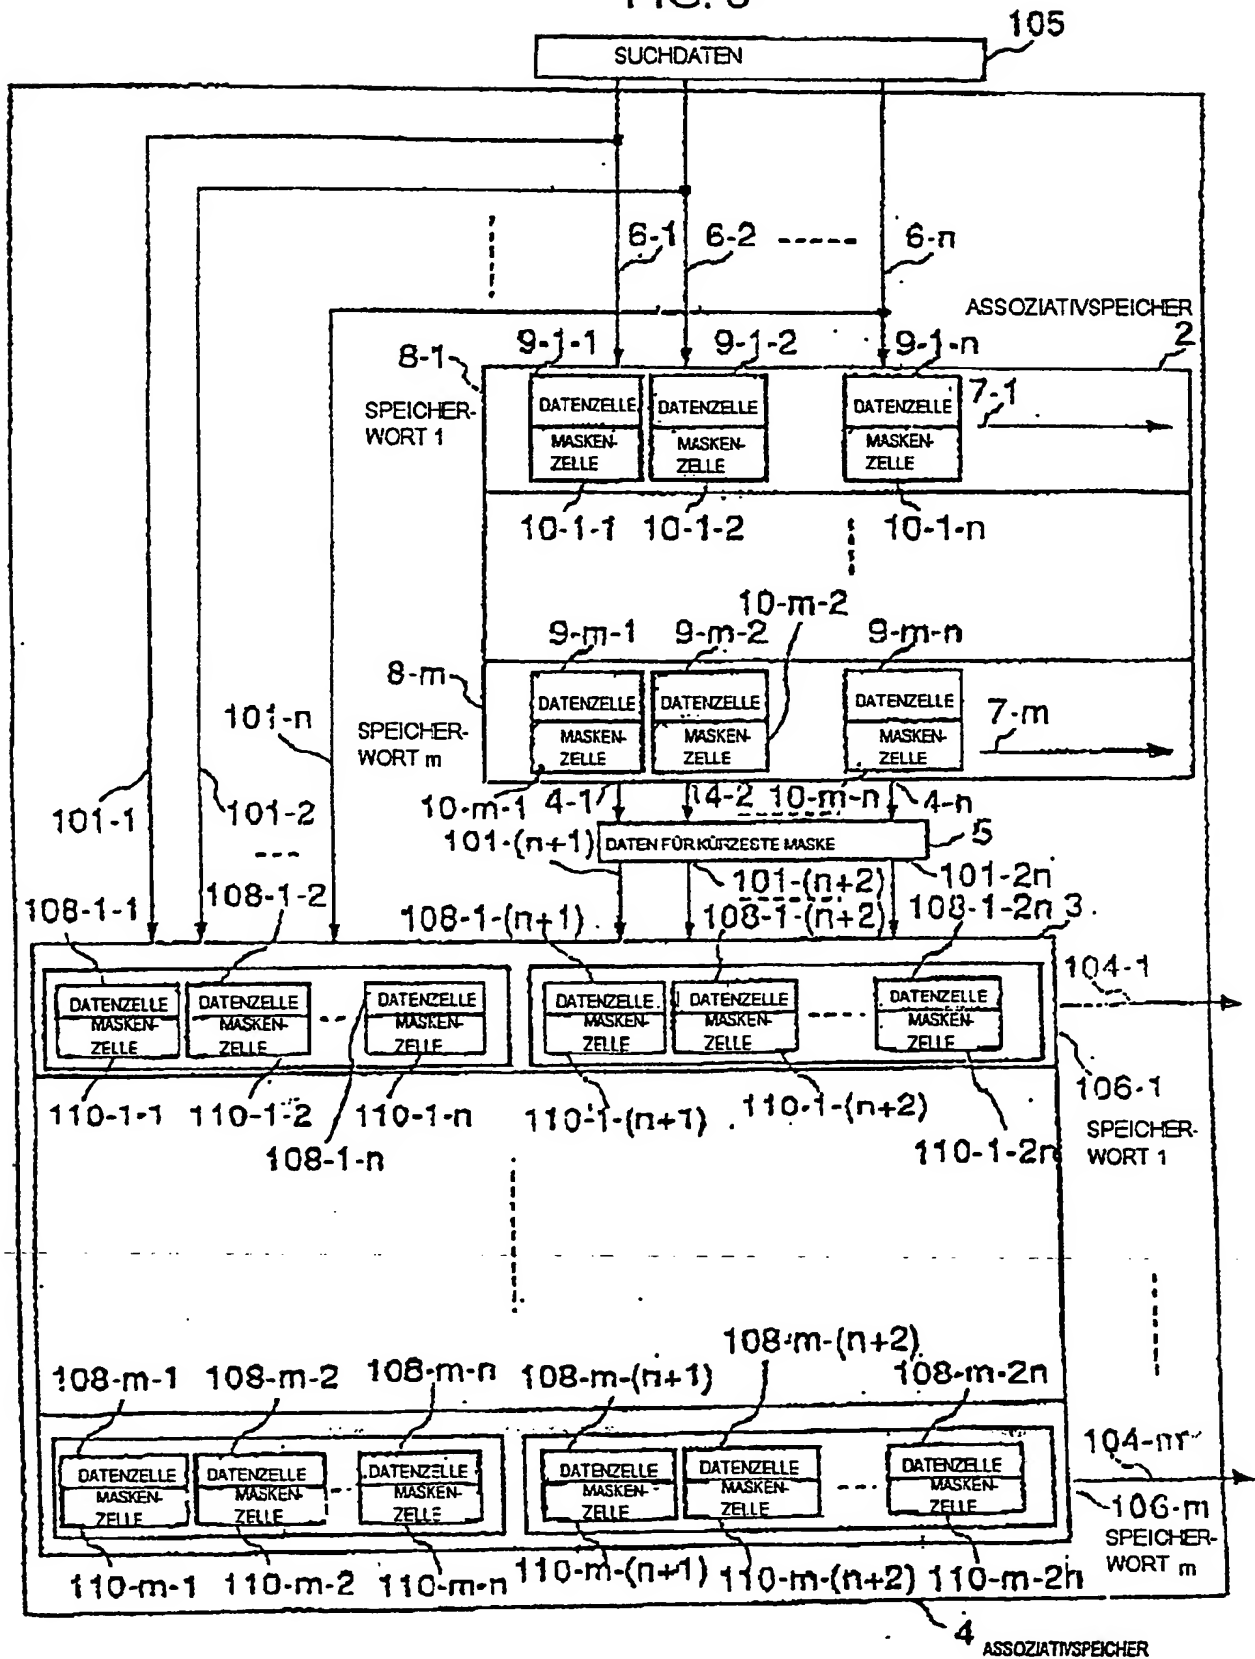 105
SUCHDATEN
6-1 6-2 6-n
ASSOZIATIVSPEICHER
2
8-1 9-1-1 9-1-2 9-1-n
7-1
SPEICHER-
WORT 1
DATENZELLE DATENZELLE DATENZELLE
MASKEN- MASKEN- MASKEN-
ZELLE ZELLE ZELLE
10-1-1 10-1-2 10-1-n
10-m-2
9-m-1 9-m-2 9-m-n
8-m
7-m
101-n
SPEICHER-
WORT m
DATENZELLE DATENZELLE DATENZELLE
MASKEN- MASKEN- MASKEN-
ZELLE ZELLE ZELLE
10-m-1 4-1 4-2 10-m-n 4-n
101-1 101-2
101-(n+1) DATEN FÜR KÜRZESTE MASKE 5
101-(n+2) 101-2n
108-1-1 108-1-2 108-1-(n+1) 108-1-(n+2) 108-1-2n 3
104-1
DATENZELLE DATENZELLE DATENZELLE DATENZELLE DATENZELLE DATENZELLE
MASKEN- MASKEN- MASKEN- MASKEN- MASKEN- MASKEN-
ZELLE ZELLE ZELLE ZELLE ZELLE ZELLE
106-1
110-1-1 110-1-2 110-1-n 110-1-(n+1) 110-1-(n+2)
SPEICHER-
WORT 1
108-1-n 110-1-2n
108-m-1 108-m-2 108-m-n 108-m-(n+1) 108-m-(n+2) 108-m-2n
DATENZELLE DATENZELLE DATENZELLE DATENZELLE DATENZELLE DATENZELLE
MASKEN- MASKEN- MASKEN- MASKEN- MASKEN- MASKEN-
ZELLE ZELLE ZELLE ZELLE ZELLE ZELLE
106-m
SPEICHER-
WORT m
110-m-1 110-m-2 110-m-n 110-m-(n+1) 110-m-(n+2) 110-m-2n
4
ASSOZIATIVSPEICHER